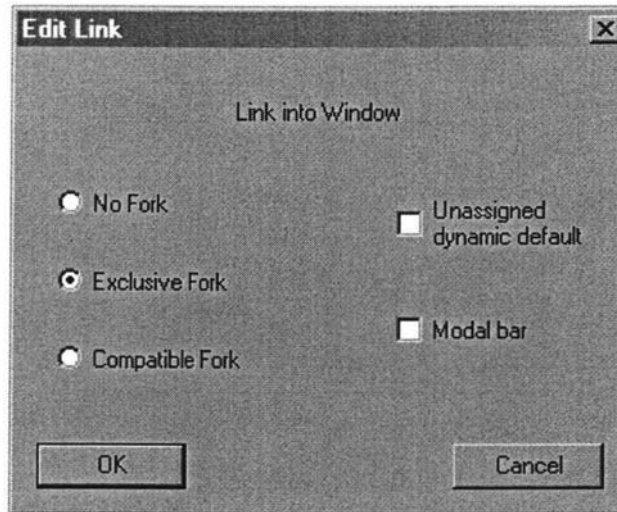 Edit Link
Link into Window
No Fork
Unassigned
dynamic default
Exclusive Fork
Modal bar
Compatible Fork
OK
Cancel